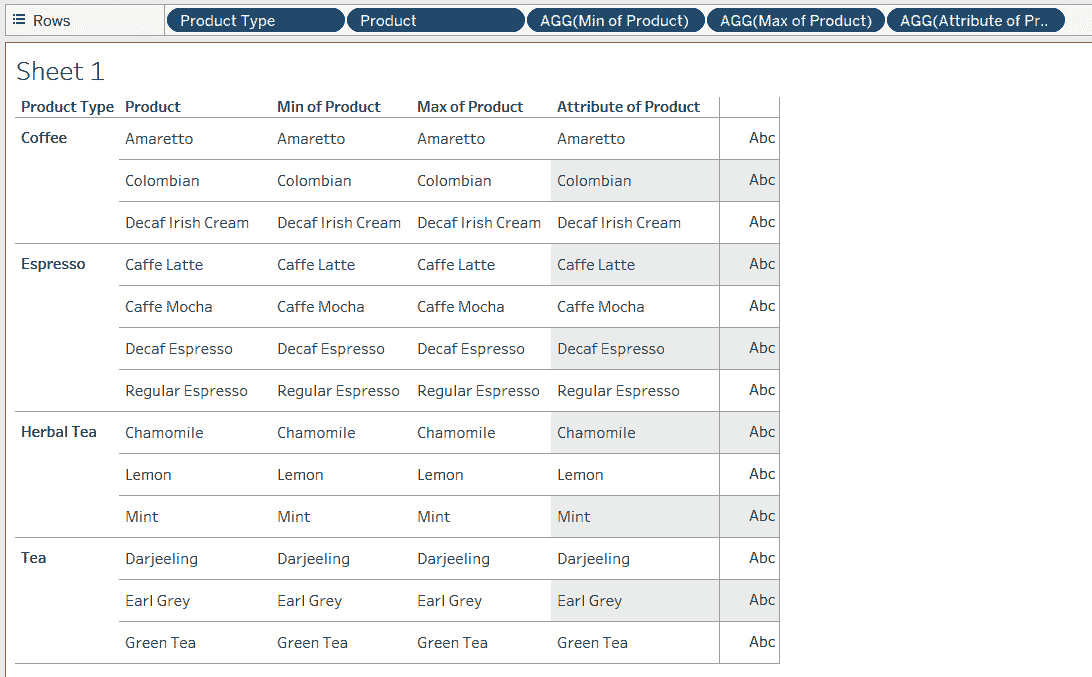 Rows Product Type Product AGG(Min of Product) AGG(Max of Product) AGG(Attribute of Pr..
Sheet 1
Product Type Product Min of Product Max of Product Attribute of Product
Coffee Amaretto Amaretto Amaretto Amaretto Abc
Colombian Colombian Colombian Colombian Abc
Decaf Irish Cream Decaf Irish Cream Decaf Irish Cream Decaf Irish Cream Abc
Espresso Caffe Latte Caffe Latte Caffe Latte Caffe Latte Abc
Caffe Mocha Caffe Mocha Caffe Mocha Caffe Mocha Abc
Decaf Espresso Decaf Espresso Decaf Espresso Decaf Espresso Abc
Regular Espresso Regular Espresso Regular Espresso Regular Espresso Abc
Herbal Tea Chamomile Chamomile Chamomile Chamomile Abc
Lemon Lemon Lemon Lemon Abc
Mint Mint Mint Mint Abc
Tea Darjeeling Darjeeling Darjeeling Darjeeling Abc
Earl Grey Earl Grey Earl Grey Earl Grey Abc
Green Tea Green Tea Green Tea Green Tea Abc